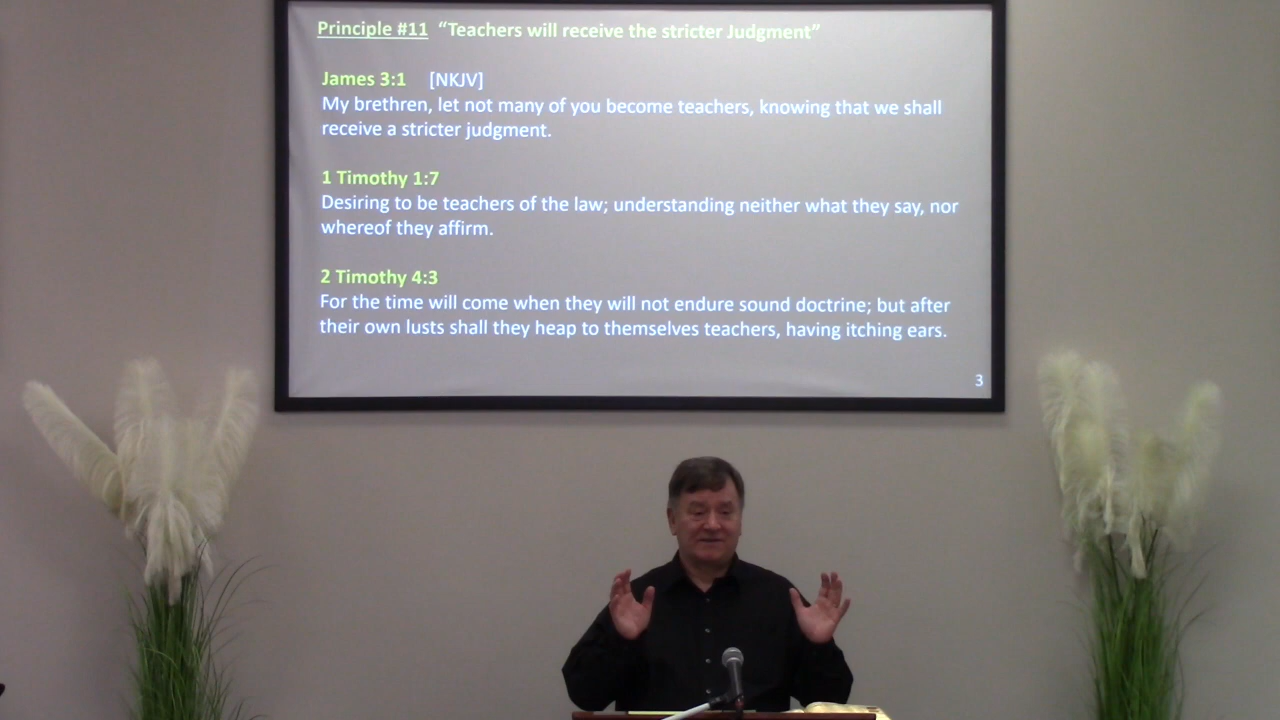 Principle #11 “Teachers will receive the stricter Judgment”
James 3:1 [NKJV]
My brethren, let not many of you become teachers, knowing that we shall
receive a stricter judgment.
1 Timothy 1:7
Desiring to be teachers of the law; understanding neither what they say, nor
whereof they affirm.
2 Timothy 4:3
For the time will come when they will not endure sound doctrine; but after
their own lusts shall they heap to themselves teachers, having itching ears.
3